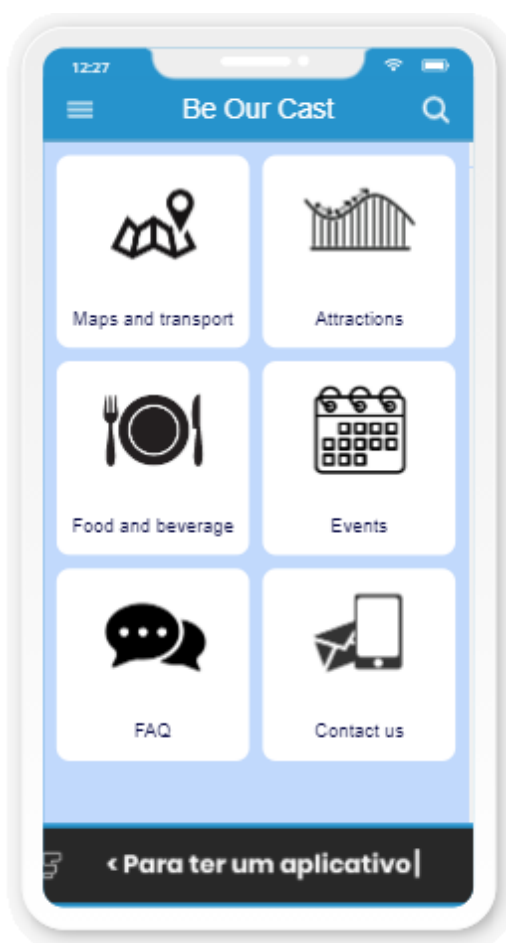 12:27
Be Our Cast
Maps and transport
Attractions
Food and beverage
Events
FAQ
Contact us
< Para ter um aplicativo|